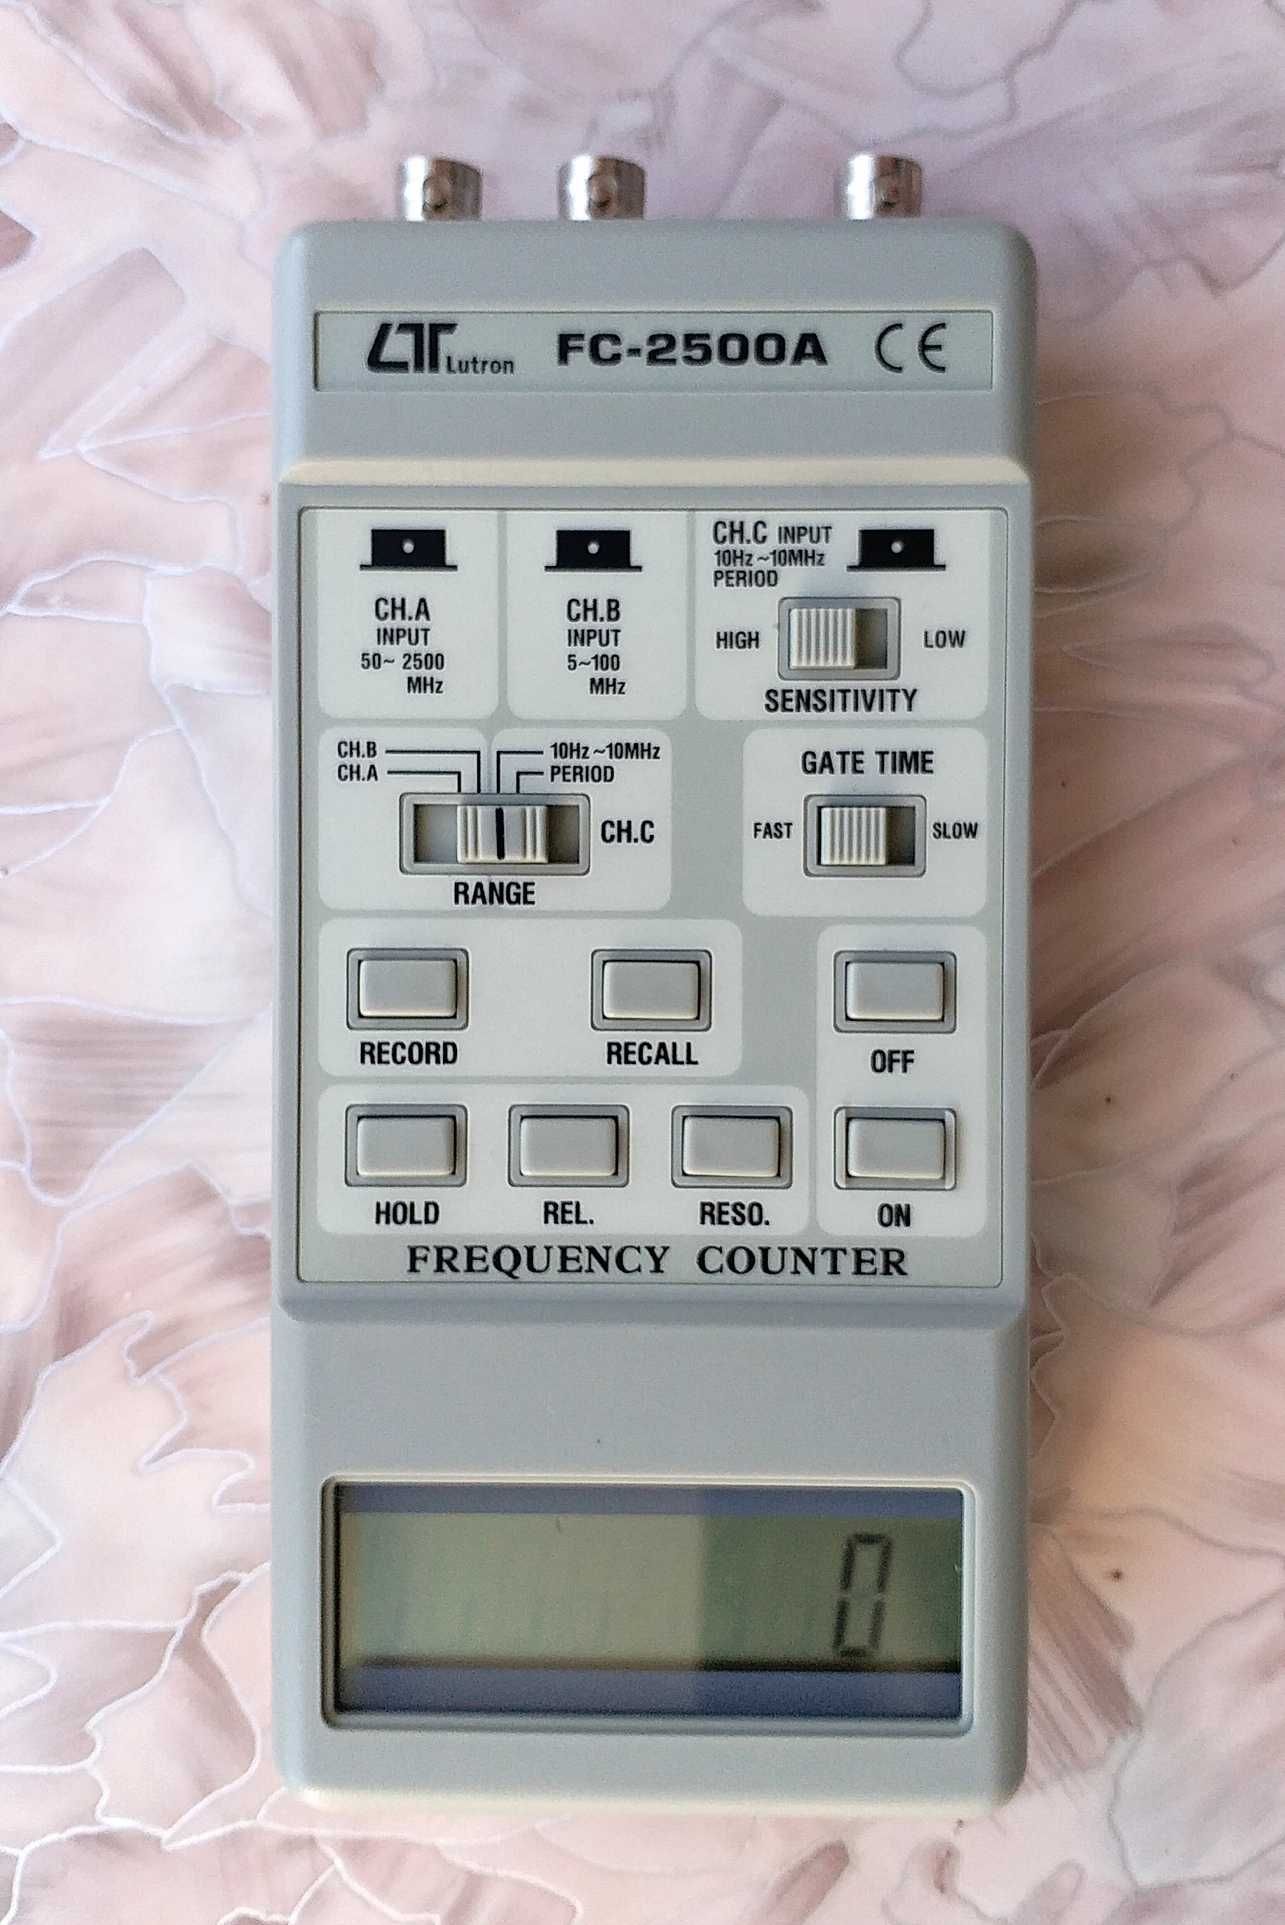 LT Lutron FC-2500A CE
CH.A
INPUT
50~ 2500
MHz
CH.B
INPUT
5~100
MHz
CH.C INPUT
10Hz ~10MHz
PERIOD
HIGH
LOW
SENSITIVITY
CH.B
CH.A
10Hz ~10MHz
PERIOD
CH.C
RANGE
GATE TIME
FAST
SLOW
RECORD
RECALL
OFF
HOLD
REL.
RESO.
ON
FREQUENCY COUNTER
0